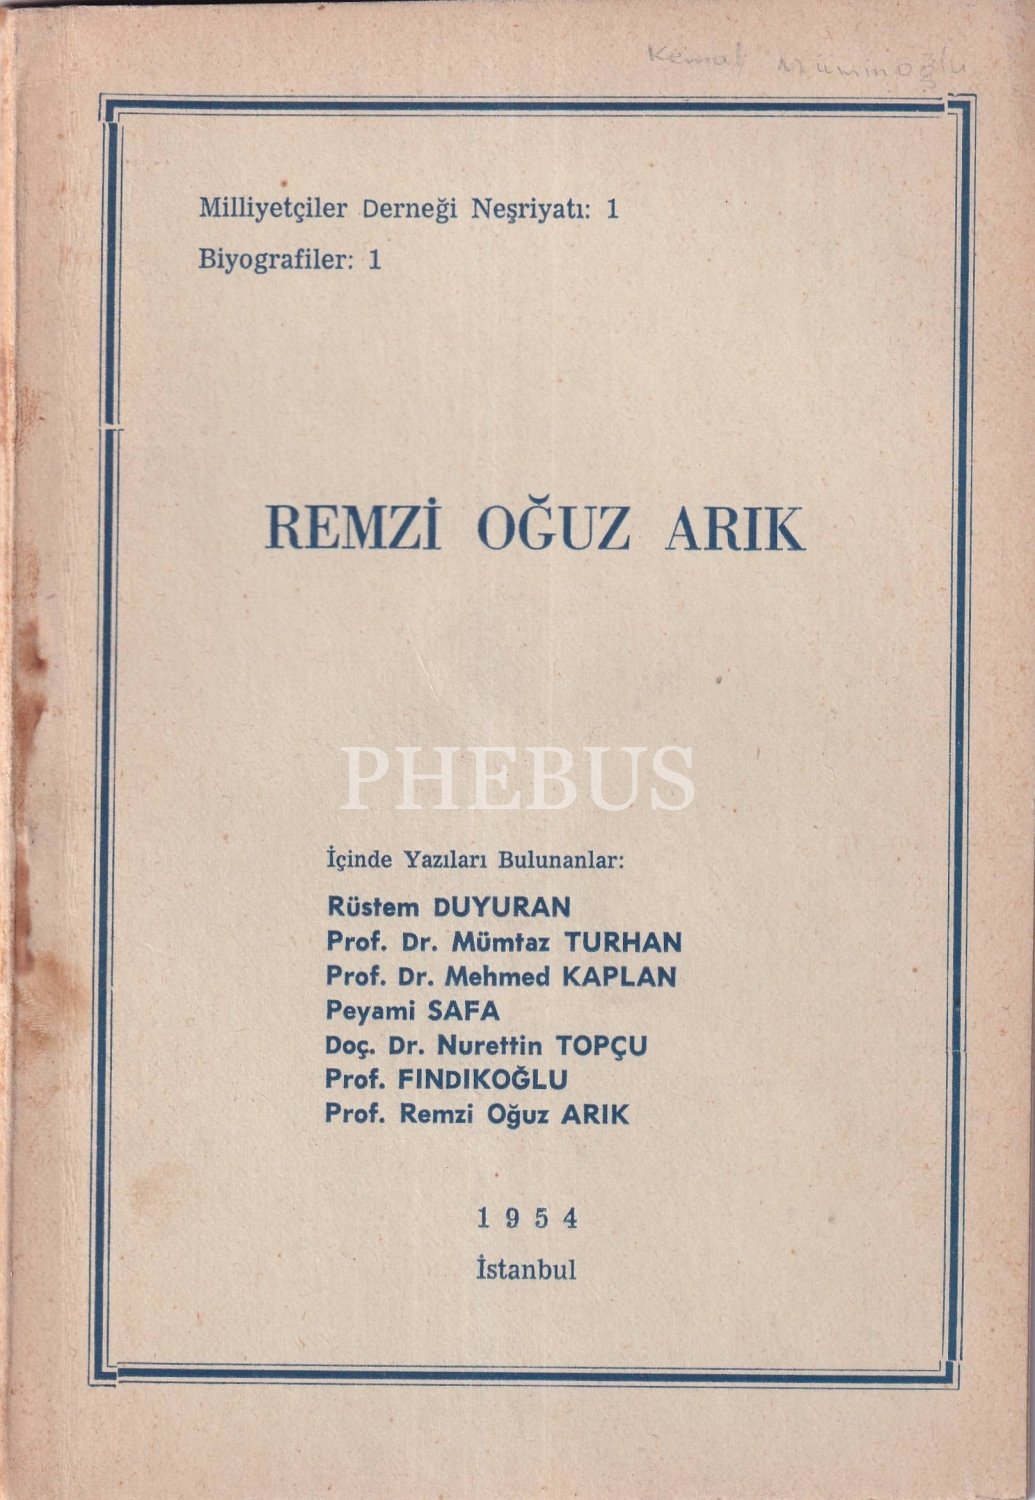 Kemal Müminoğlu
Milliyetçiler Derneği Neşriyatı: 1
Biyografiler: 1
REMZİ OĞUZ ARIK
PHEBUS
İçinde Yazıları Bulunanlar:
Rüstem DUYURAN
Prof. Dr. Mümtaz TURHAN
Prof. Dr. Mehmed KAPLAN
Peyami SAFA
Doç. Dr. Nurettin TOPÇU
Prof. FINDIKOĞLU
Prof. Remzi Oğuz ARIK
1954
İstanbul